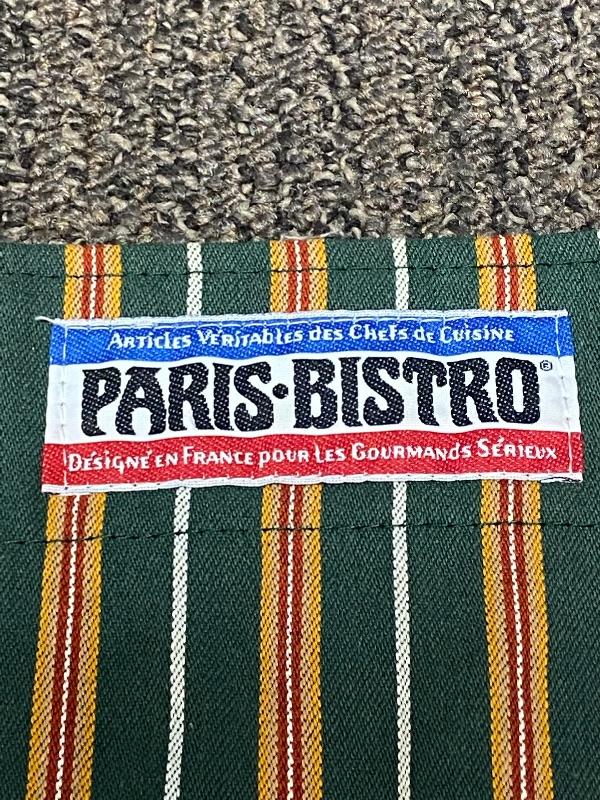 Articles Véritables des Chefs de Cuisine
PARIS·BISTRO®
Désigné en France pour les Gourmands Sérieux